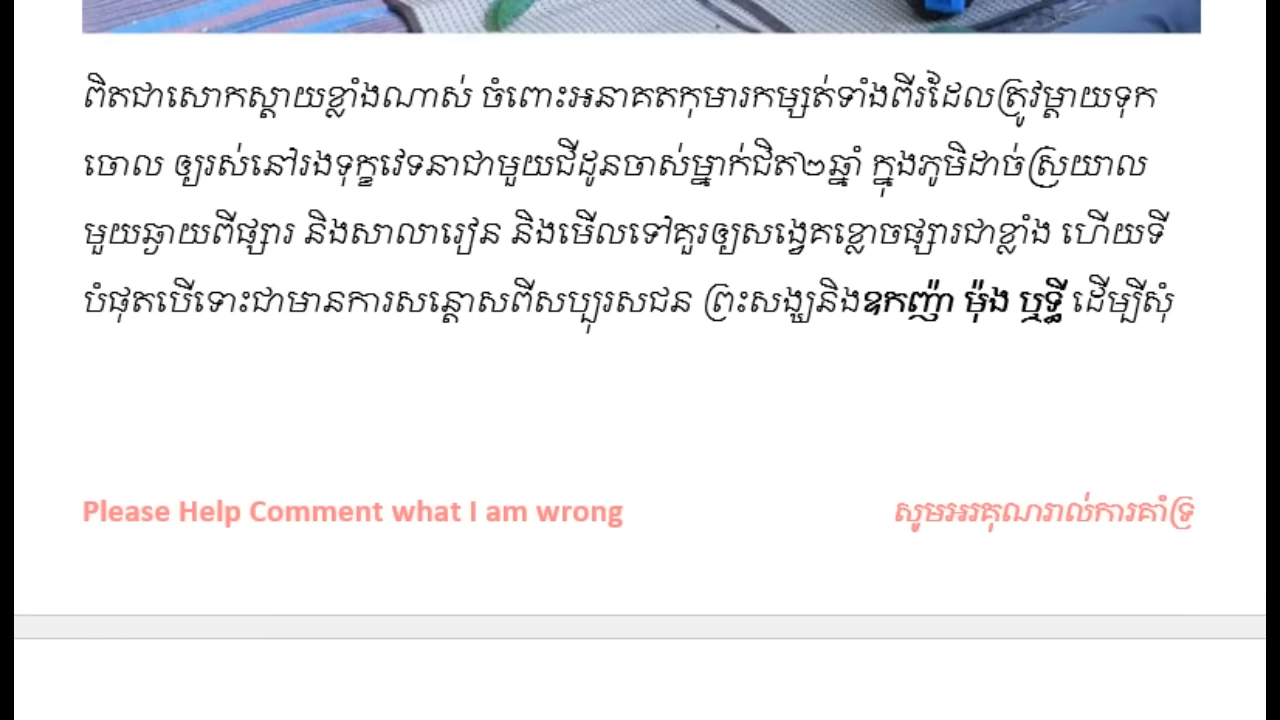 ពិតជាសោកស្ដាយខ្លាំងណាស់ ចំពោះអនាគតកុមារកម្សត់ទាំងពីរដែលត្រូវម្ដាយទុក
ចោល ឲ្យរស់នៅរងទុក្ខវេទនាជាមួយជីដូនចាស់ម្នាក់ជិត២ឆ្នាំ ក្នុងភូមិដាច់ស្រយាល
មួយឆ្ងាយពីផ្សារ និងសាលារៀន និងមើលទៅគួរឲ្យសង្វេគខ្លោចផ្សារជាខ្លាំង ហើយទី
បំផុតបើទោះជាមានការសន្ដោសពីសប្បុរសជន ព្រះសង្ឃនិងឧកញ៉ា ម៉ុង ឬទ្ធី ដើម្បីសុំ
Please Help Comment what I am wrong
សូមអរគុណរាល់ការគាំទ្រ